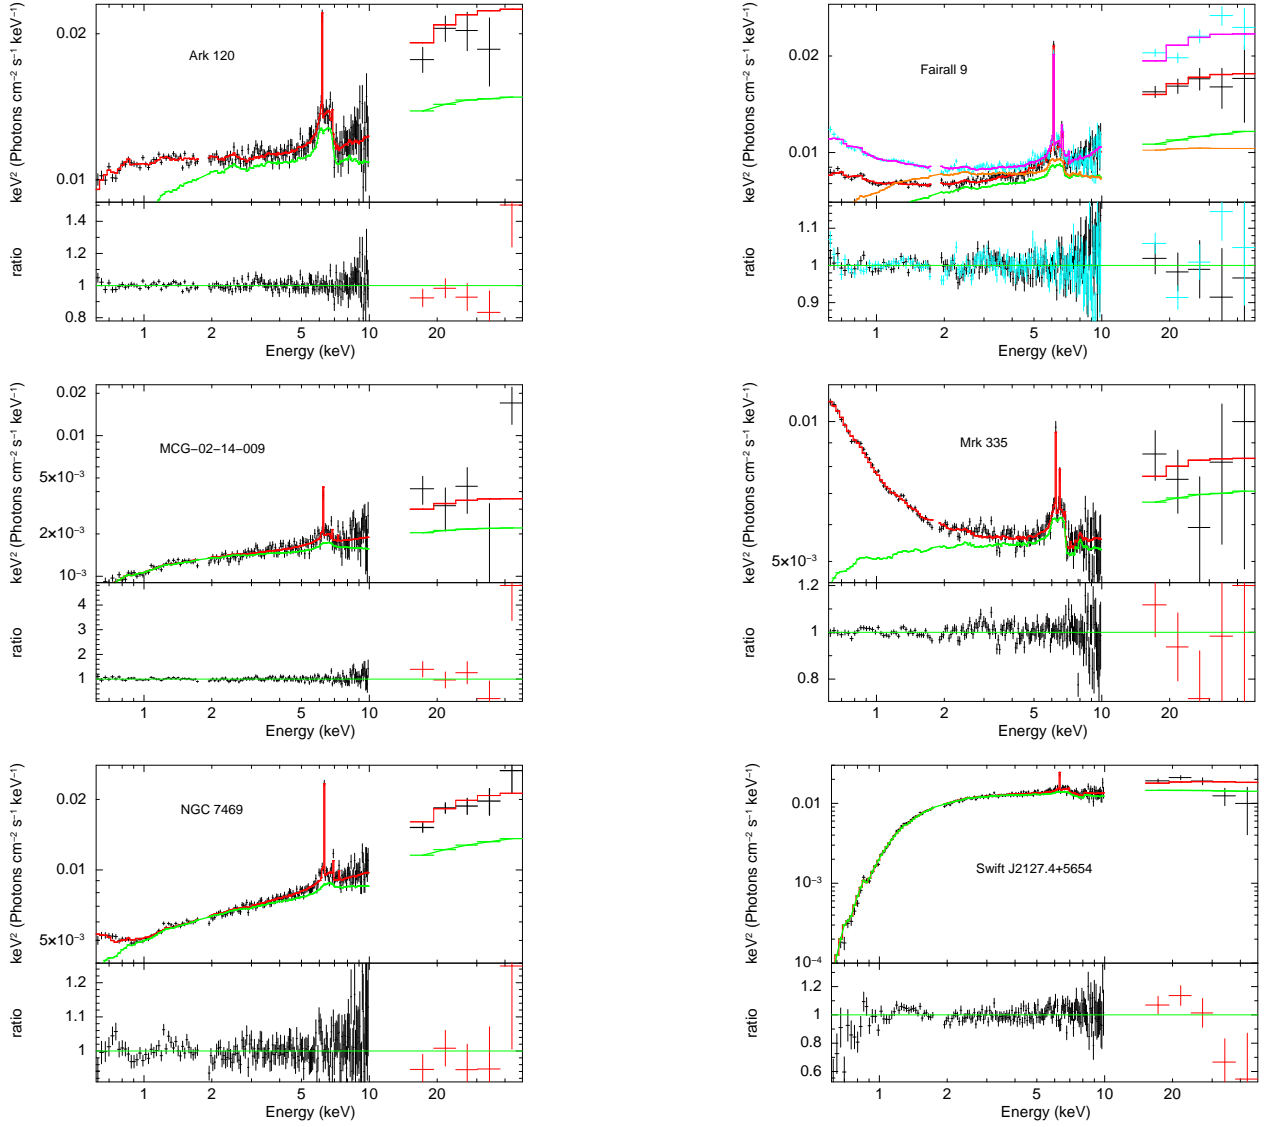 keV² (Photons cm⁻² s⁻¹ keV⁻¹)
0.02
0.01
Ark 120
ratio
1.4
1.2
1
0.8
1 2 5 10 20
Energy (keV)
keV² (Photons cm⁻² s⁻¹ keV⁻¹)
0.02
0.01
Fairall 9
ratio
1.1
1
0.9
1 2 5 10 20
Energy (keV)
keV² (Photons cm⁻² s⁻¹ keV⁻¹)
0.02
0.01
5×10⁻³
2×10⁻³
10⁻³
MCG−02−14−009
ratio
4
3
2
1
1 2 5 10 20
Energy (keV)
keV² (Photons cm⁻² s⁻¹ keV⁻¹)
0.01
5×10⁻³
Mrk 335
ratio
1.2
1
0.8
1 2 5 10 20
Energy (keV)
keV² (Photons cm⁻² s⁻¹ keV⁻¹)
0.02
0.01
5×10⁻³
NGC 7469
ratio
1.2
1.1
1
1 2 5 10 20
Energy (keV)
keV² (Photons cm⁻² s⁻¹ keV⁻¹)
0.01
10⁻³
10⁻⁴
Swift J2127.4+5654
ratio
1.2
1
0.8
0.6
1 2 5 10 20
Energy (keV)